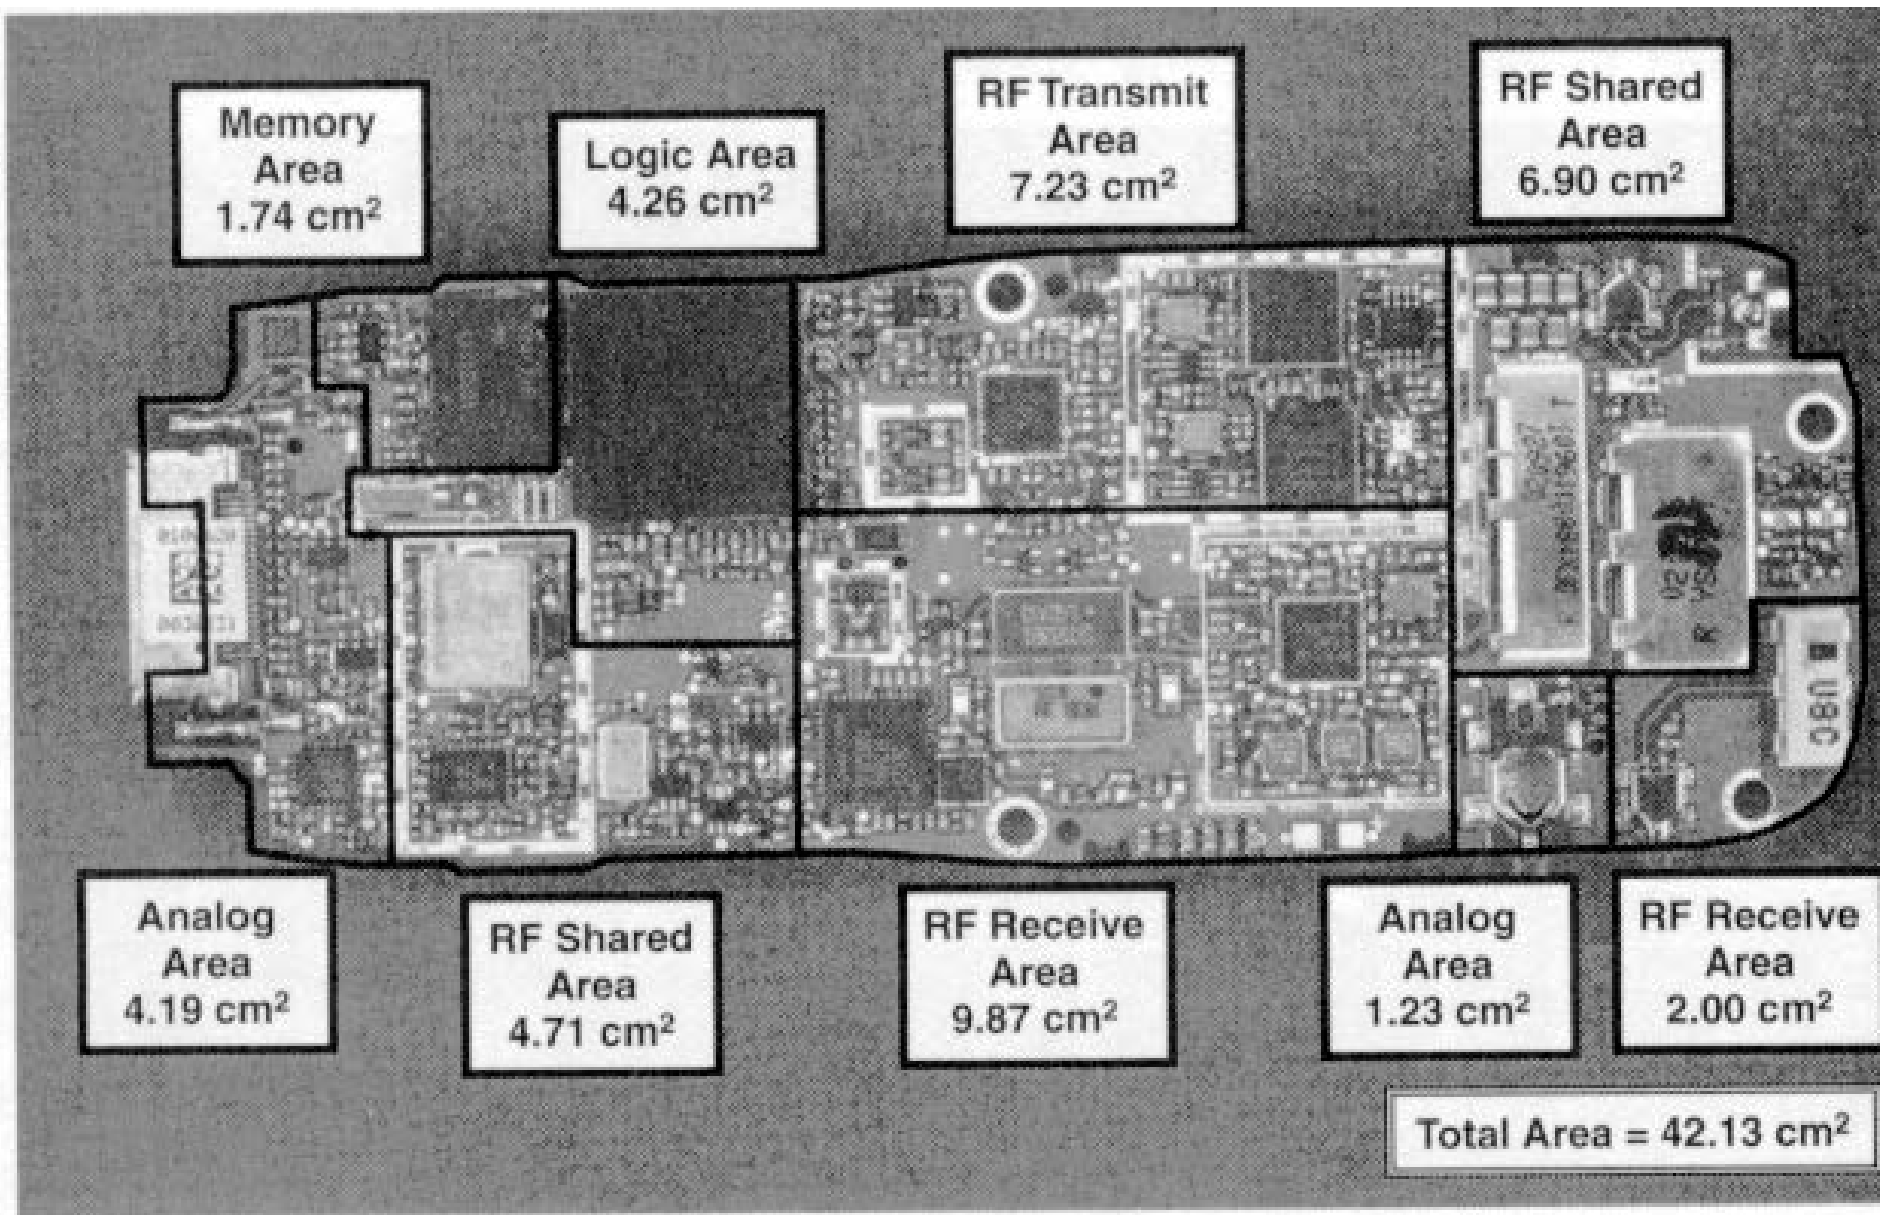 Memory
Area
1.74 cm²
Logic Area
4.26 cm²
RF Transmit
Area
7.23 cm²
RF Shared
Area
6.90 cm²
Analog
Area
4.19 cm²
RF Shared
Area
4.71 cm²
RF Receive
Area
9.87 cm²
Analog
Area
1.23 cm²
RF Receive
Area
2.00 cm²
U8C
Total Area = 42.13 cm²